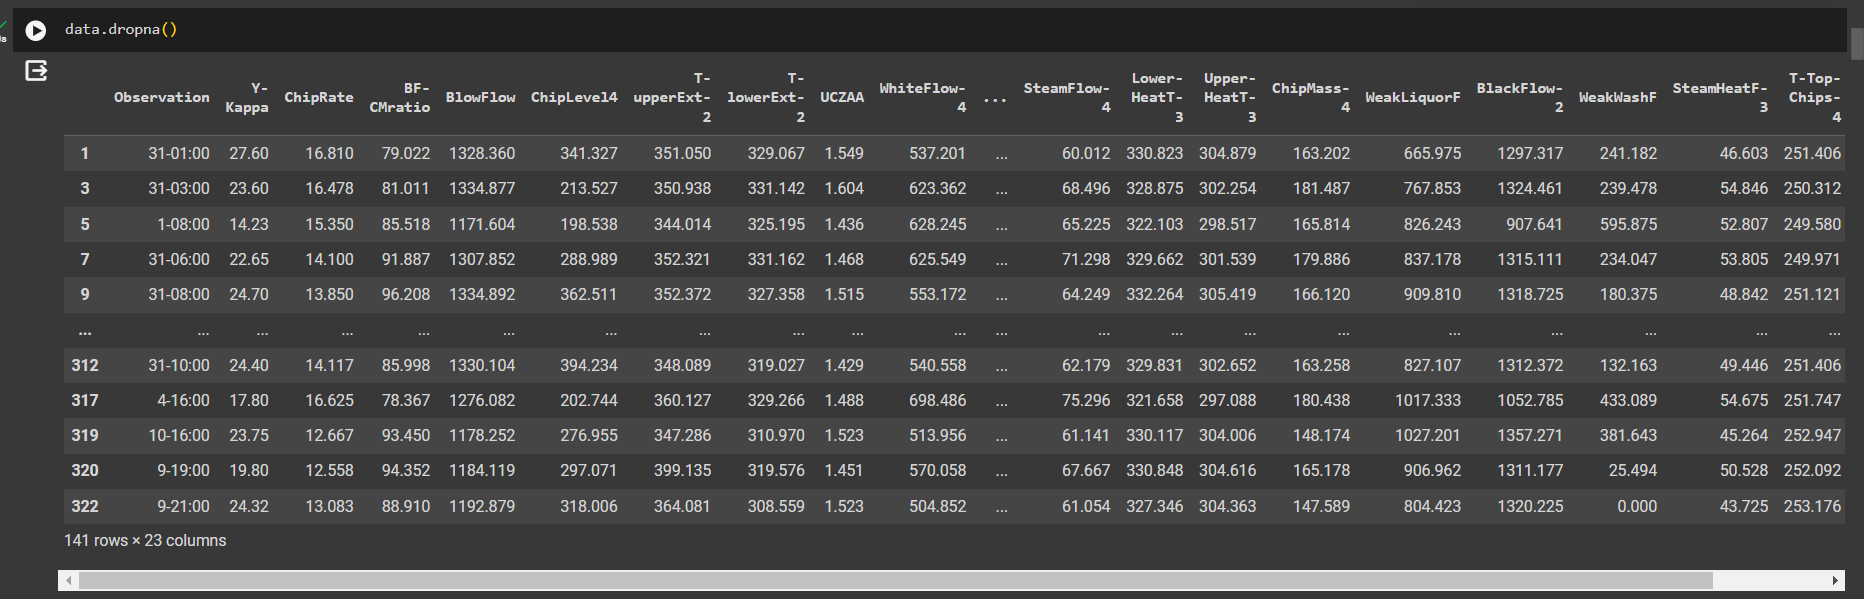 data.dropna()
Observation Y-Kappa ChipRate BF-CMratio BlowFlow ChipLevel4 T-upperExt-2 T-lowerExt-2 UCZAA WhiteFlow-4 ... SteamFlow-4 Lower-HeatT-3 Upper-HeatT-3 ChipMass-4 WeakLiquorF BlackFlow-2 WeakWashF SteamHeatF-3 T-Top-Chips-4
1 31-01:00 27.60 16.810 79.022 1328.360 341.327 351.050 329.067 1.549 537.201 ... 60.012 330.823 304.879 163.202 665.975 1297.317 241.182 46.603 251.406
3 31-03:00 23.60 16.478 81.011 1334.877 213.527 350.938 331.142 1.604 623.362 ... 68.496 328.875 302.254 181.487 767.853 1324.461 239.478 54.846 250.312
5 1-08:00 14.23 15.350 85.518 1171.604 198.538 344.014 325.195 1.436 628.245 ... 65.225 322.103 298.517 165.814 826.243 907.641 595.875 52.807 249.580
7 31-06:00 22.65 14.100 91.887 1307.852 288.989 352.321 331.162 1.468 625.549 ... 71.298 329.662 301.539 179.886 837.178 1315.111 234.047 53.805 249.971
9 31-08:00 24.70 13.850 96.208 1334.892 362.511 352.372 327.358 1.515 553.172 ... 64.249 332.264 305.419 166.120 909.810 1318.725 180.375 48.842 251.121
... ... ... ... ... ... ... ... ... ... ... ... ... ... ... ... ... ... ... ... ...
312 31-10:00 24.40 14.117 85.998 1330.104 394.234 348.089 319.027 1.429 540.558 ... 62.179 329.831 302.652 163.258 827.107 1312.372 132.163 49.446 251.406
317 4-16:00 17.80 16.625 78.367 1276.082 202.744 360.127 329.266 1.488 698.486 ... 75.296 321.658 297.088 180.438 1017.333 1052.785 433.089 54.675 251.747
319 10-16:00 23.75 12.667 93.450 1178.252 276.955 347.286 310.970 1.523 513.956 ... 61.141 330.117 304.006 148.174 1027.201 1357.271 381.643 45.264 252.947
320 9-19:00 19.80 12.558 94.352 1184.119 297.071 399.135 319.576 1.451 570.058 ... 67.667 330.848 304.616 165.178 906.962 1311.177 25.494 50.528 252.092
322 9-21:00 24.32 13.083 88.910 1192.879 318.006 364.081 308.559 1.523 504.852 ... 61.054 327.346 304.363 147.589 804.423 1320.225 0.000 43.725 253.176
141 rows × 23 columns